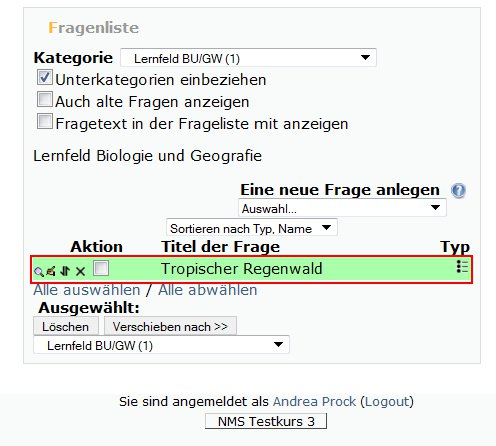 Fragenliste
Kategorie Lernfeld BU/GW (1)
Unterkategorien einbeziehen
Auch alte Fragen anzeigen
Fragetext in der Frageliste mit anzeigen
Lernfeld Biologie und Geografie
Eine neue Frage anlegen ?
Auswahl...
Sortieren nach Typ, Name
Aktion Titel der Frage Typ
Tropischer Regenwald
Alle auswählen / Alle abwählen
Ausgewählt:
Löschen Verschieben nach >>
Lernfeld BU/GW (1)
Sie sind angemeldet als Andrea Prock (Logout)
NMS Testkurs 3